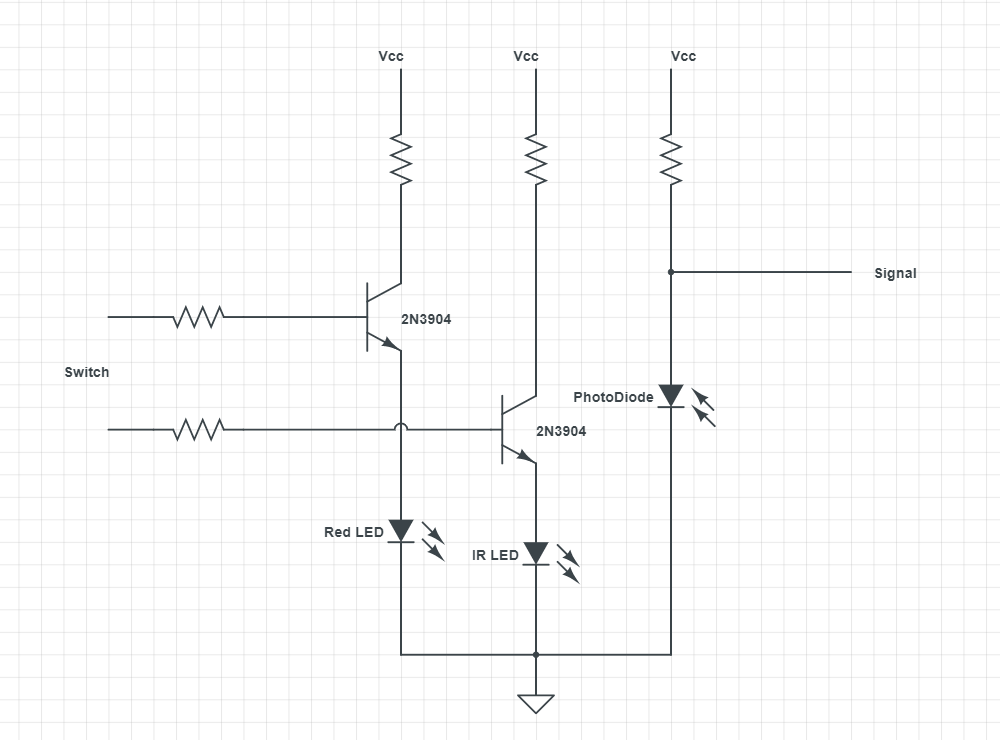 Vcc
Vcc
Vcc
Signal
2N3904
Switch
PhotoDiode
2N3904
Red LED
IR LED